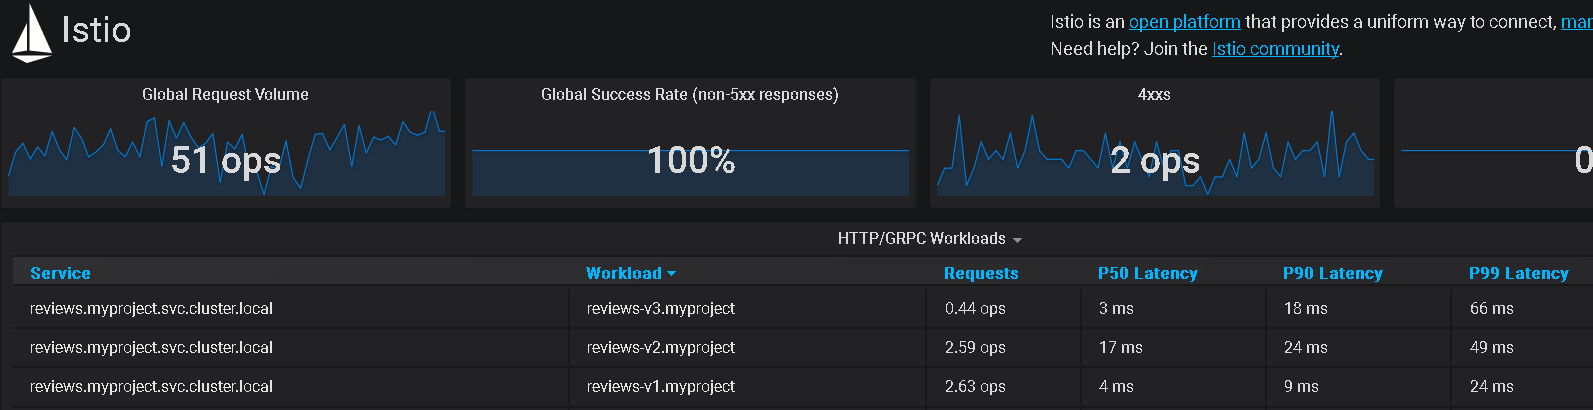 Istio
Istio is an open platform that provides a uniform way to connect,
Need help? Join the Istio community.
Global Request Volume
51 ops
Global Success Rate (non-5xx responses)
100%
4xxs
2 ops
0
HTTP/GRPC Workloads
Service Workload Requests P50 Latency P90 Latency P99 Latency
reviews.myproject.svc.cluster.local reviews-v3.myproject 0.44 ops 3 ms 18 ms 66 ms
reviews.myproject.svc.cluster.local reviews-v2.myproject 2.59 ops 17 ms 24 ms 49 ms
reviews.myproject.svc.cluster.local reviews-v1.myproject 2.63 ops 4 ms 9 ms 24 ms